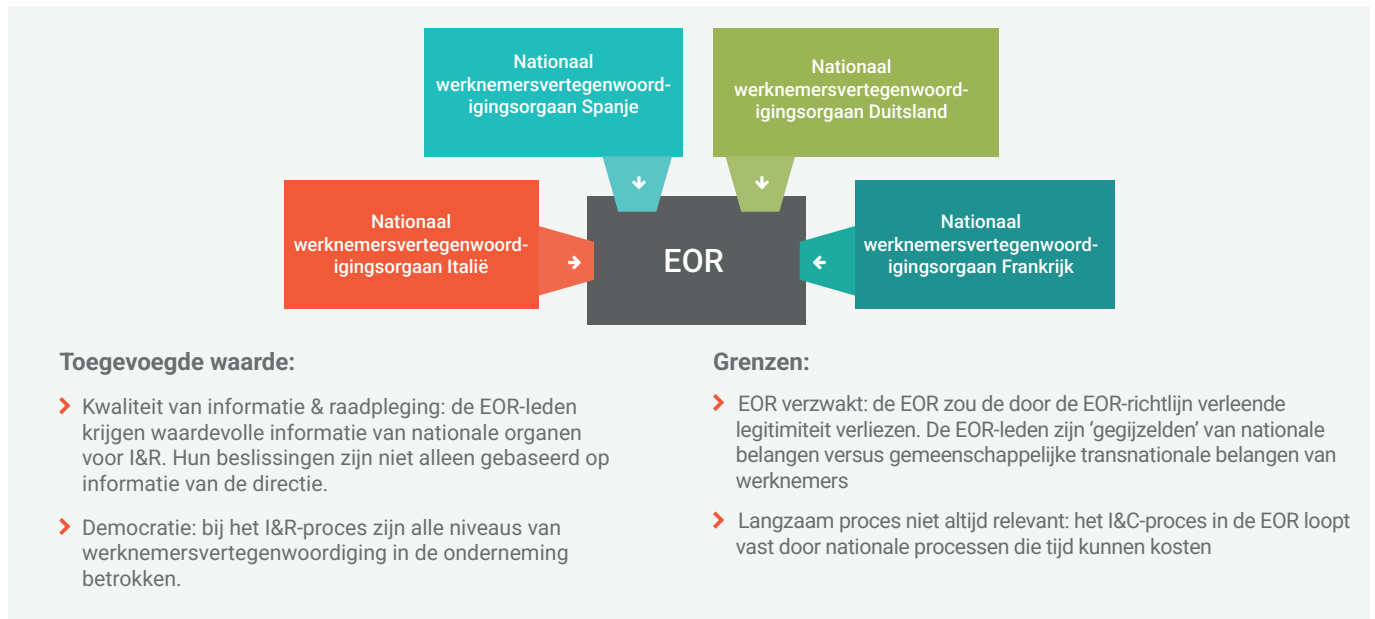 Nationaal
werknemersvertegenwoord-
igingsorgaan Spanje
Nationaal
werknemersvertegenwoord-
igingsorgaan Duitsland
Nationaal
werknemersvertegenwoord-
igingsorgaan Italië
EOR
Nationaal
werknemersvertegenwoord-
igingsorgaan Frankrijk
Toegevoegde waarde:
Kwaliteit van informatie & raadpleging: de EOR-leden
krijgen waardevolle informatie van nationale organen
voor I&R. Hun beslissingen zijn niet alleen gebaseerd op
informatie van de directie.
Democratie: bij het I&R-proces zijn alle niveaus van
werknemersvertegenwoordiging in de onderneming
betrokken.
Grenzen:
EOR verzwakt: de EOR zou de door de EOR-richtlijn verleende
legitimiteit verliezen. De EOR-leden zijn ‘gegijzelden’ van nationale
belangen versus gemeenschappelijke transnationale belangen van
werknemers
Langzaam proces niet altijd relevant: het I&C-proces in de EOR loopt
vast door nationale processen die tijd kunnen kosten